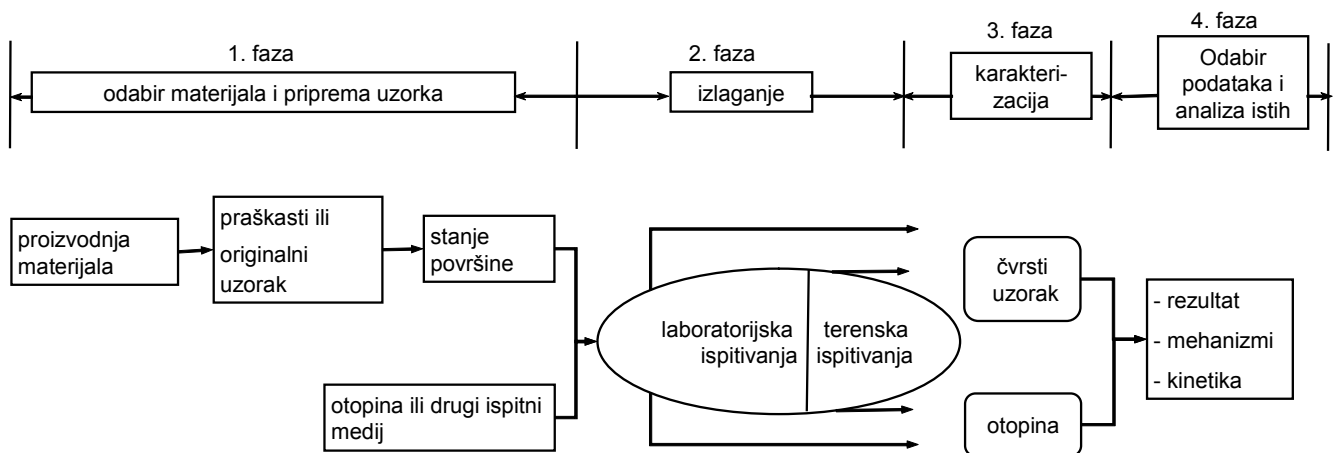 1. faza
2. faza
3. faza
4. faza
odabir materijala i priprema uzorka
izlaganje
karakteri-
zacija
Odabir
podataka i
analiza istih
proizvodnja
materijala
praškasti ili
originalni
uzorak
stanje
površine
otopina ili drugi ispitni
medij
laboratorijska
ispitivanja
terenska
ispitivanja
čvrsti
uzorak
otopina
- rezultat
- mehanizmi
- kinetika